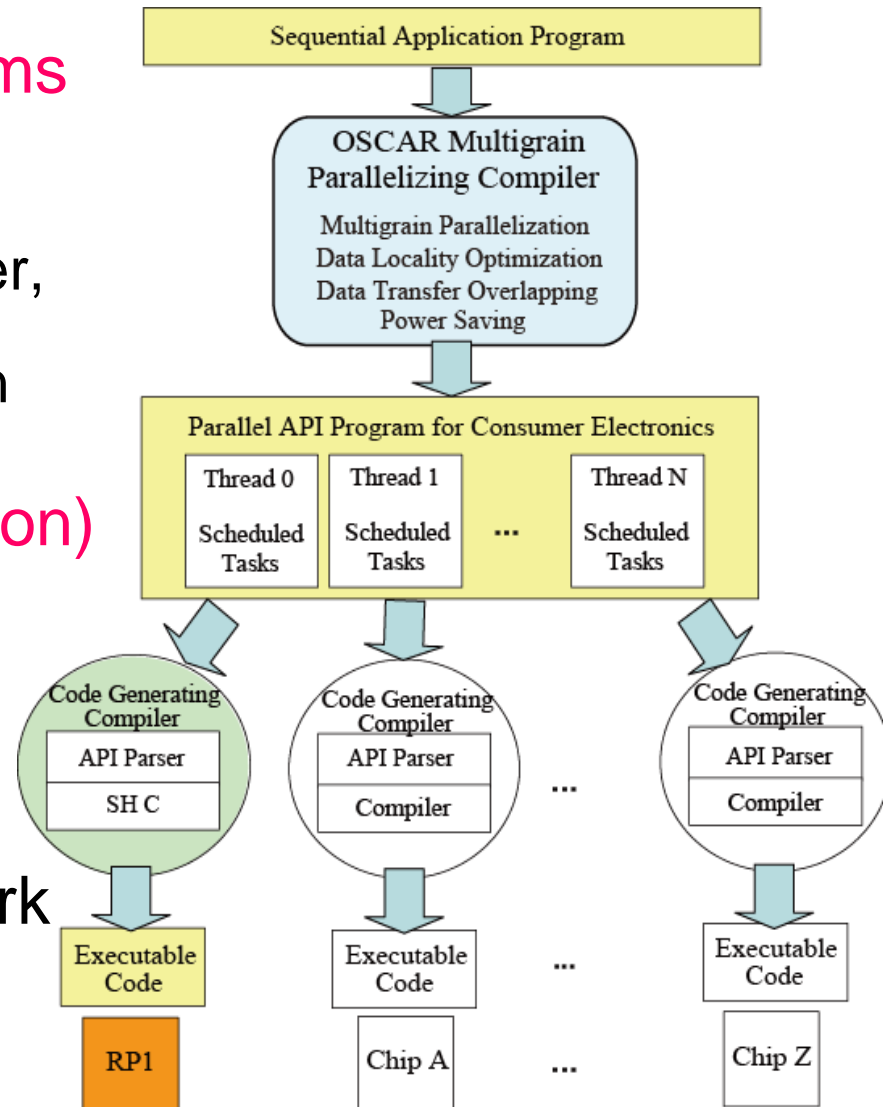 ms
er,
n
on)
rk
Sequential Application Program
OSCAR Multigrain
Parallelizing Compiler
Multigrain Parallelization
Data Locality Optimization
Data Transfer Overlapping
Power Saving
Parallel API Program for Consumer Electronics
Thread 0
Scheduled
Tasks
Thread 1
Scheduled
Tasks
...
Thread N
Scheduled
Tasks
Code Generating
Compiler
API Parser
SH C
Code Generating
Compiler
API Parser
Compiler
...
Code Generating
Compiler
API Parser
Compiler
Executable
Code
Executable
Code
...
Executable
Code
RP1
Chip A
...
Chip Z